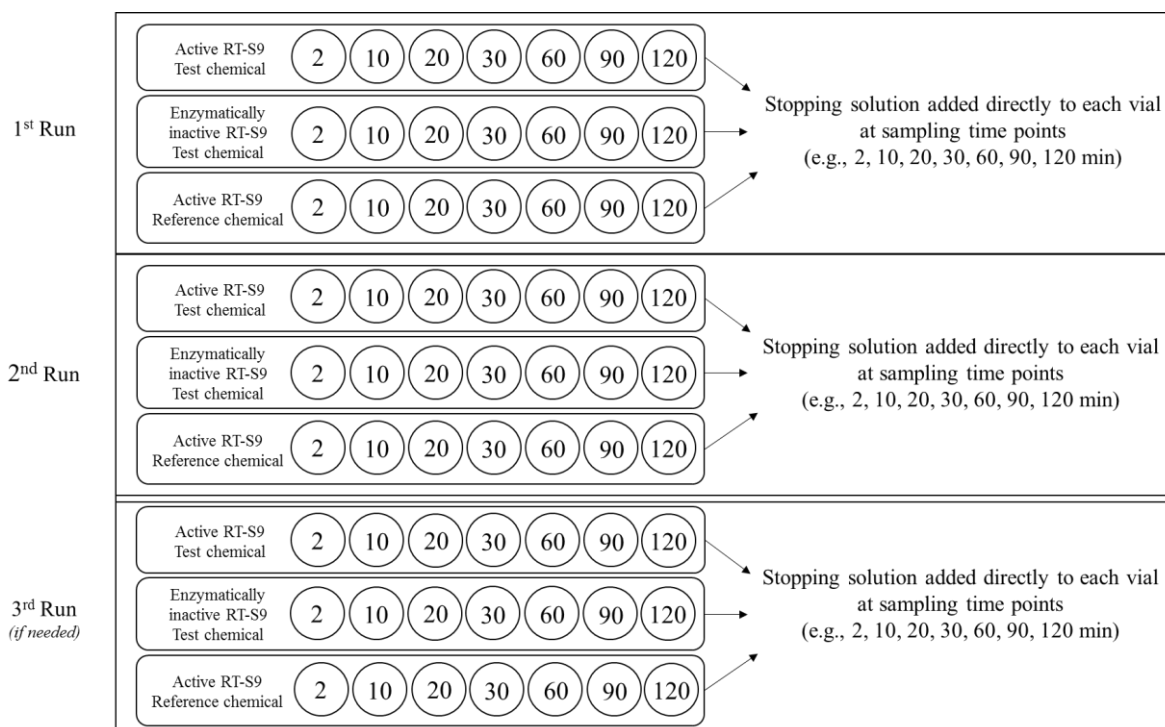 1st Run
Active RT-S9
Test chemical
2 10 20 30 60 90 120
Enzymatically
inactive RT-S9
Test chemical
2 10 20 30 60 90 120
Active RT-S9
Reference chemical
2 10 20 30 60 90 120
Stopping solution added directly to each vial
at sampling time points
(e.g., 2, 10, 20, 30, 60, 90, 120 min)
2nd Run
Active RT-S9
Test chemical
2 10 20 30 60 90 120
Enzymatically
inactive RT-S9
Test chemical
2 10 20 30 60 90 120
Active RT-S9
Reference chemical
2 10 20 30 60 90 120
Stopping solution added directly to each vial
at sampling time points
(e.g., 2, 10, 20, 30, 60, 90, 120 min)
3rd Run
(if needed)
Active RT-S9
Test chemical
2 10 20 30 60 90 120
Enzymatically
inactive RT-S9
Test chemical
2 10 20 30 60 90 120
Active RT-S9
Reference chemical
2 10 20 30 60 90 120
Stopping solution added directly to each vial
at sampling time points
(e.g., 2, 10, 20, 30, 60, 90, 120 min)